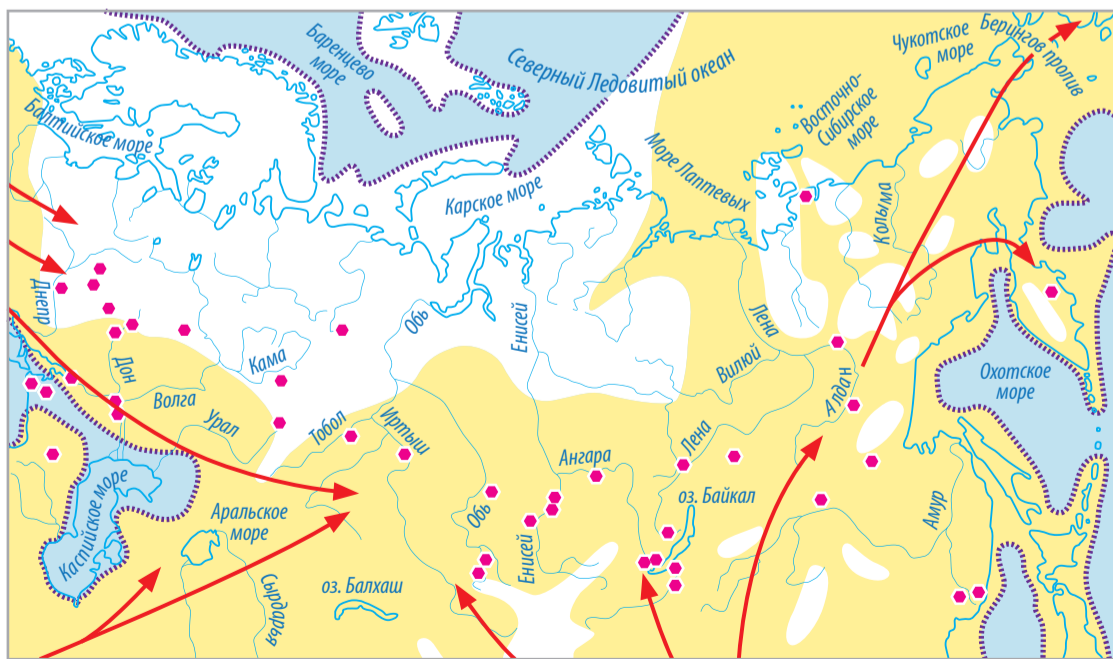 Баренцево
море
Северный Ледовитый океан
Чукотское
море
Берингов пролив
Балтийское море
Восточно-
Сибирское
море
Море Лаптевых
Карское море
Колыма
Днепр
Обь
Енисей
Лена
Дон
Кама
Вилюй
Охотское
море
Волга
Урал
Тобол
Иртыш
Алдан
Лена
Ангара
оз. Байкал
Каспийское море
Аральское
море
Обь
Енисей
Амур
Сырдарья
оз. Балхаш